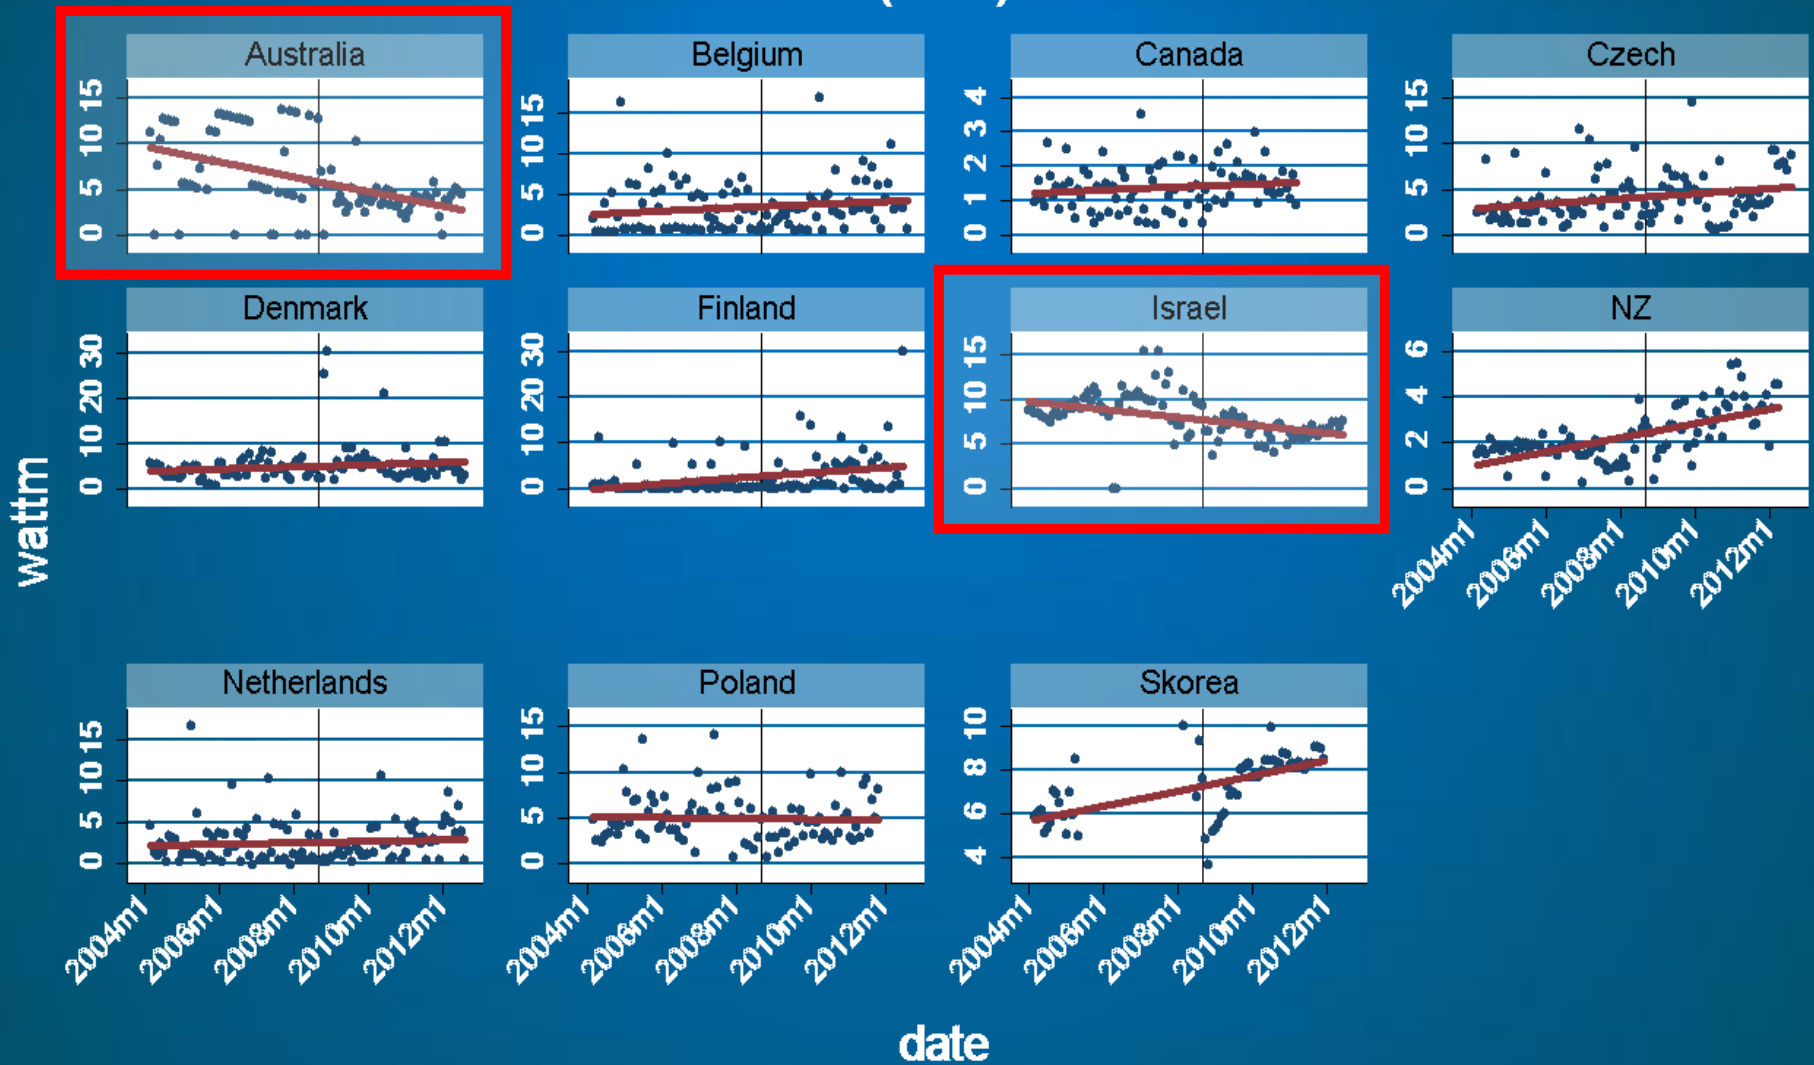 Australia
15
10
5
0
Belgium
15
10
5
0
Canada
4
3
2
1
0
Czech
15
10
5
0
Denmark
30
20
10
0
Finland
30
20
10
0
Israel
15
10
5
0
NZ
6
4
2
0
2004m1
2006m1
2008m1
2010m1
2012m1
wattm
Netherlands
15
10
5
0
2004m1
2006m1
2008m1
2010m1
2012m1
Poland
15
10
5
0
2004m1
2006m1
2008m1
2010m1
2012m1
Skorea
10
8
6
4
2004m1
2006m1
2008m1
2010m1
2012m1
date